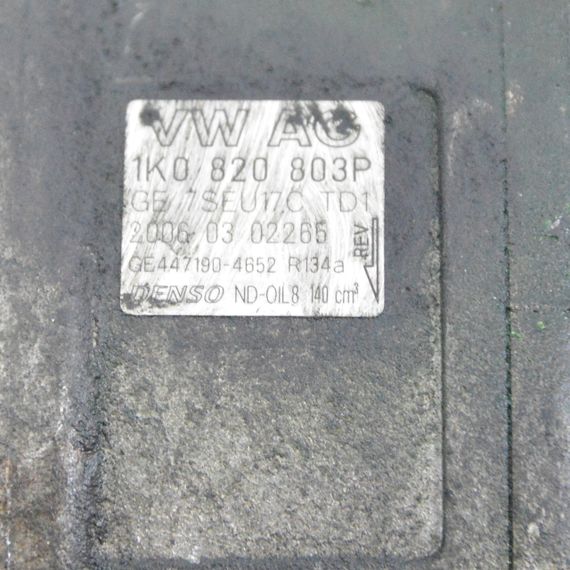 VW AG
1K0 820 803P
GE 7SEU17C TD1
2006 03 02265
REV
GE447190-4652 R134a
DENSO ND-OIL8 140 cm³